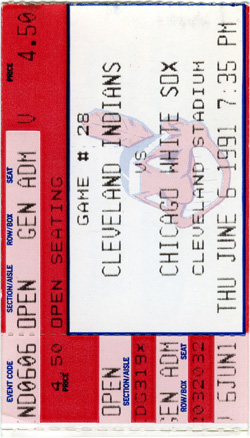 EVENT CODE
SECTION/AISLE
ROW/BOX
SEAT
PRICE
ND0606
OPEN
GEN ADM
V
4.50
4.50
OPEN SEATING
GAME # 28
CLEVELAND INDIANS
VS
CHICAGO WHITE SOX
CLEVELAND STADIUM
THU JUNE 6 1991 7:35 PM
SECTION/AISLE
OPEN
DG319X
ROW/BOX
GEN ADM
SEAT
V 6JUN1